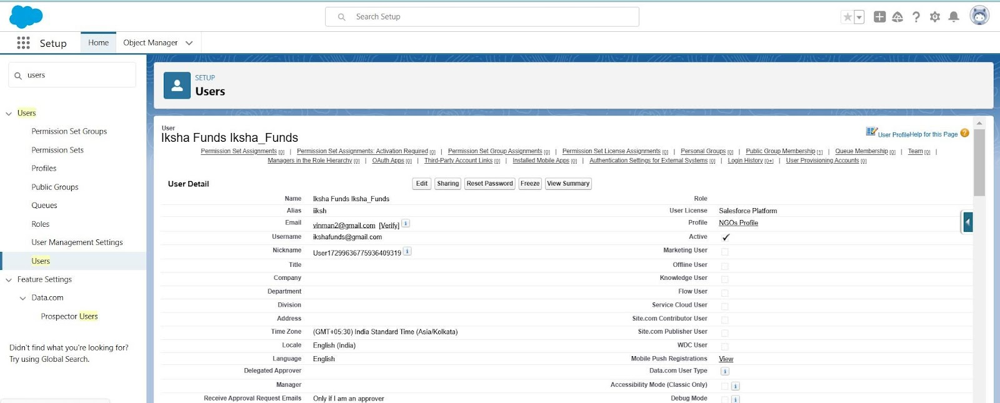 Search Setup
Setup
Home
Object Manager
users
Users
Permission Set Groups
Permission Sets
Profiles
Public Groups
Queues
Roles
User Management Settings
Users
Feature Settings
Data.com
Prospector Users
Didn't find what you're looking for?
Try using Global Search.
SETUP
Users
User
Iksha Funds Iksha_Funds
User Profile Help for this Page ?
Permission Set Assignments [0] | Permission Set Assignments: Activation Required [0] | Permission Set Group Assignments [0] | Permission Set License Assignments [0] | Personal Groups [0] | Public Group Membership [1] | Queue Membership [0] | Team [0] |
Managers in the Role Hierarchy [0] | OAuth Apps [0] | Third-Party Account Links [0] | Installed Mobile Apps [0] | Authentication Settings for External Systems [0] | Login History [0+] | User Provisioning Accounts [0]
User Detail Edit Sharing Reset Password Freeze View Summary
Name Iksha Funds Iksha_Funds Role
Alias iiksh User License Salesforce Platform
Email vinman2@gmail.com [Verify] i Profile NGOs Profile
Username ikshafunds@gmail.com Active ✓
Nickname User17299636775936409319 i Marketing User
Title Offline User
Company Knowledge User
Department Flow User
Division Service Cloud User
Address Site.com Contributor User
Time Zone (GMT+05:30) India Standard Time (Asia/Kolkata) Site.com Publisher User
Locale English (India) WDC User
Language English Mobile Push Registrations View
Delegated Approver Data.com User Type i
Manager Accessibility Mode (Classic Only) i
Receive Approval Request Emails Only if I am an approver Debug Mode i